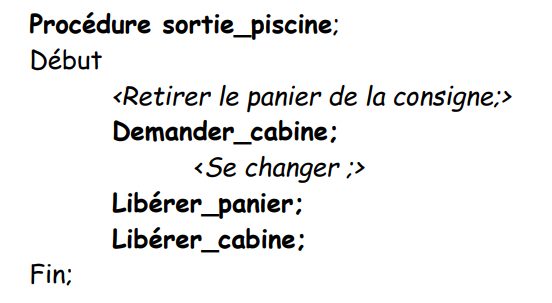 Procédure sortie_piscine;
Début
<Retirer le panier de la consigne;>
Demander_cabine;
<Se changer ;>
Libérer_panier;
Libérer_cabine;
Fin;